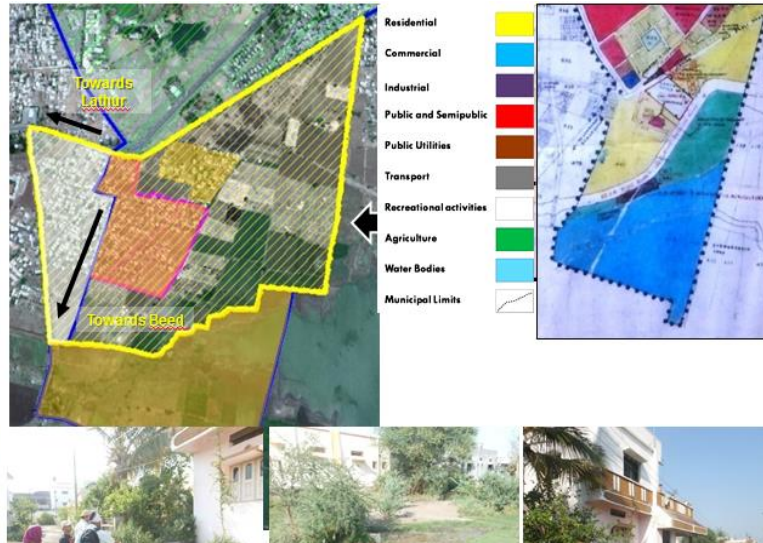 Towards
Lathur
Towards Beed
Residential
Commercial
Industrial
Public and Semipublic
Public Utilities
Transport
Recreational activities
Agriculture
Water Bodies
Municipal Limits